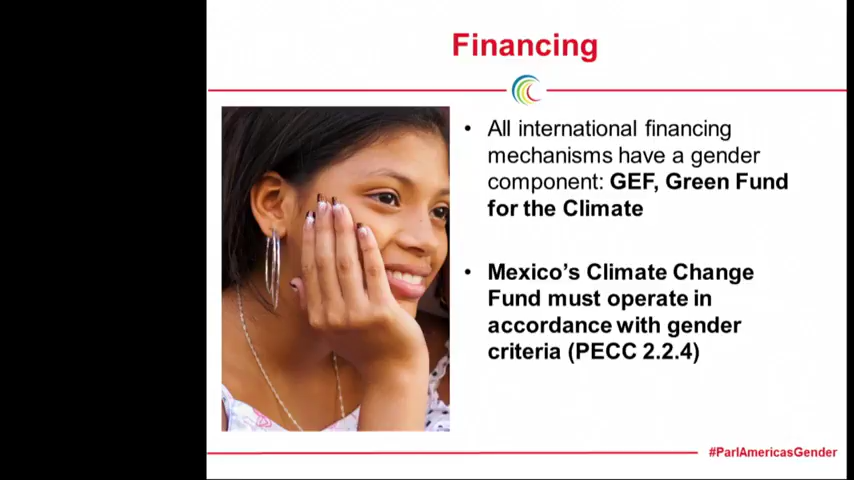 Financing
• All international financing
mechanisms have a gender
component: GEF, Green Fund
for the Climate
• Mexico's Climate Change
Fund must operate in
accordance with gender
criteria (PECC 2.2.4)
#ParlAmericasGender